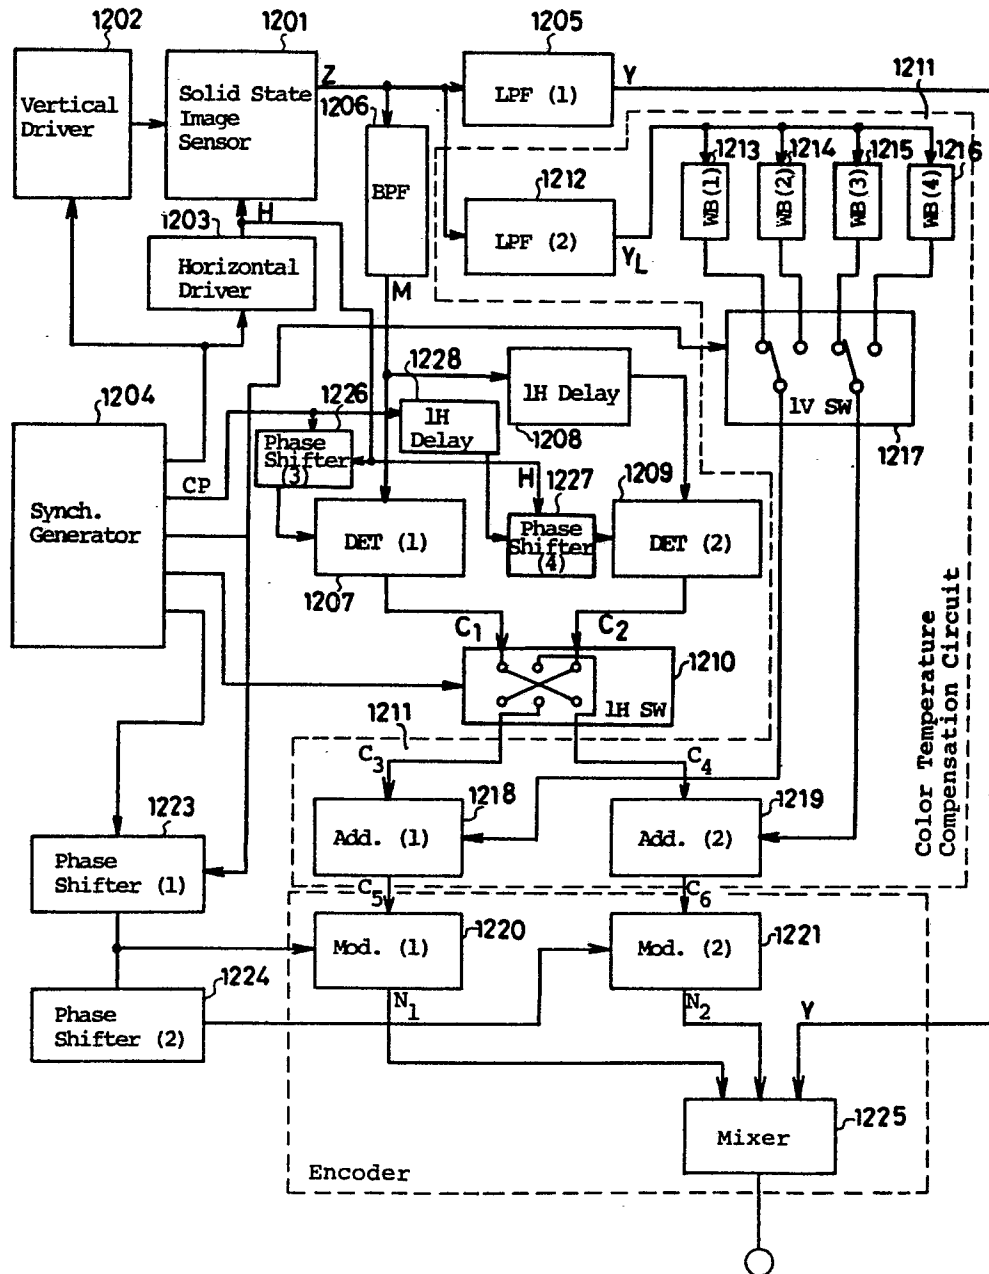 1202
1201
1205
Vertical
Driver
Solid State
Image
Sensor
Z
1206
LPF (1)
Y
1211
BPF
1212
LPF (2)
YL
1213
1214
1215
1216
WB(1)
WB(2)
WB(3)
WB(4)
1203
H
Horizontal
Driver
M
1228
1226
1204
1H
Delay
1H Delay
1208
1V SW
1217
Phase
Shifter
(3)
CP
H
1227
1209
Synch.
Generator
DET (1)
1207
Phase
Shifter
(4)
DET (2)
C1
C2
1210
1H SW
1211
C3
C4
Color Temperature
Compensation Circuit
1218
Add. (1)
1219
Add. (2)
1223
Phase
Shifter (1)
C5
C6
Mod. (1)
1220
Mod. (2)
1221
1224
Phase
Shifter (2)
N1
N2
Y
Mixer
1225
Encoder